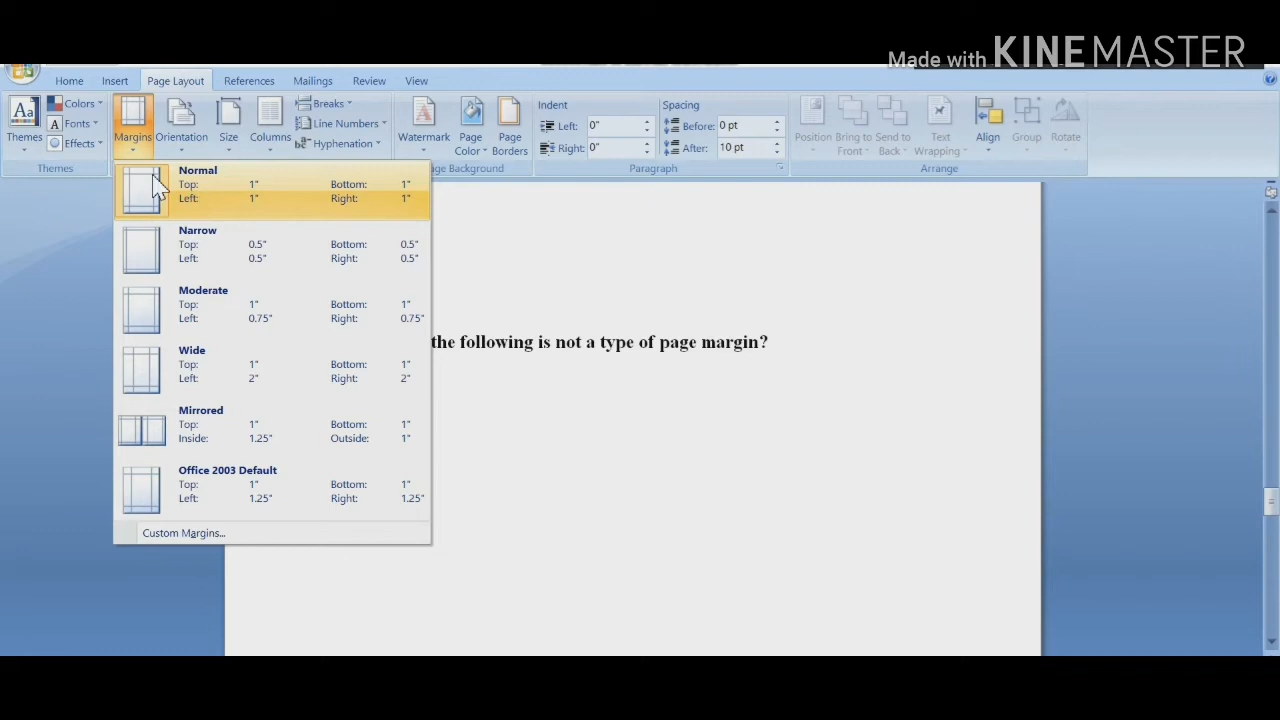 Made with KINEMASTER
Home Insert Page Layout References Mailings Review View
Colors Breaks Indent Spacing
Aa Fonts Line Numbers Left: 0" Before: 0 pt
Themes Effects Margins Orientation Size Columns Hyphenation Watermark Page Color Page Borders Right: 0" After: 10 pt Position Bring to Front Send to Back Text Wrapping Align Group Rotate
Themes age Background Paragraph Arrange
Normal
Top: 1" Bottom: 1"
Left: 1" Right: 1"
Narrow
Top: 0.5" Bottom: 0.5"
Left: 0.5" Right: 0.5"
Moderate
Top: 1" Bottom: 1"
Left: 0.75" Right: 0.75"
the following is not a type of page margin?
Wide
Top: 1" Bottom: 1"
Left: 2" Right: 2"
Mirrored
Top: 1" Bottom: 1"
Inside: 1.25" Outside: 1"
Office 2003 Default
Top: 1" Bottom: 1"
Left: 1.25" Right: 1.25"
Custom Margins...